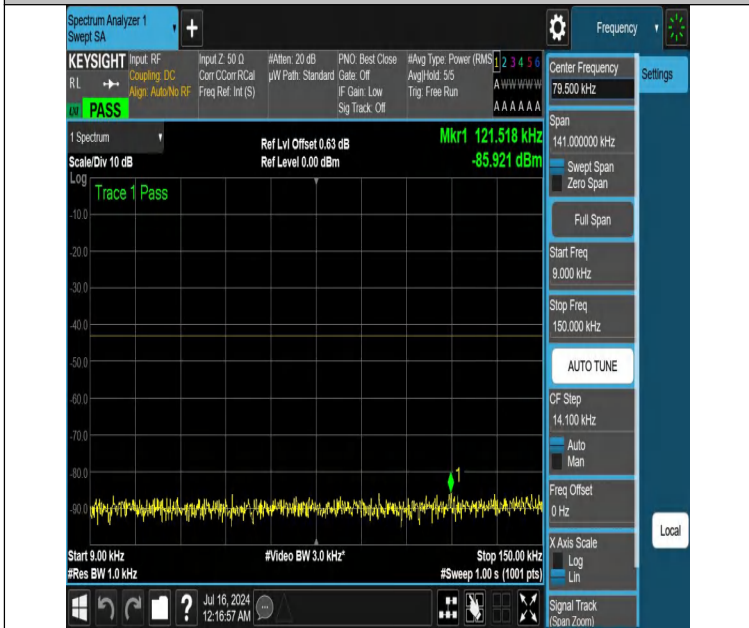 Spectrum Analyzer 1
Swept SA
+
Frequency
KEYSIGHT
RL
PASS
Input: RF
Coupling: DC
Align: Auto/No RF
Input Z: 50 Ω
Corr CCorr RCal
Freq Ref: Int (S)
#Atten: 20 dB
µW Path: Standard
PNO: Best Close
Gate: Off
IF Gain: Low
Sig Track: Off
#Avg Type: Power (RMS
Avg|Hold: 5/5
Trig: Free Run
1 2 3 4 5 6
A W W W W W
A A A A A A
1 Spectrum
Scale/Div 10 dB
Ref Lvl Offset 0.63 dB
Ref Level 0.00 dBm
Mkr1 121.518 kHz
-85.921 dBm
Log
Trace 1 Pass
-10.0
-20.0
-30.0
-40.0
-50.0
-60.0
-70.0
-80.0
-90.0
1
Start 9.00 kHz
#Res BW 1.0 kHz
#Video BW 3.0 kHz*
Stop 150.00 kHz
#Sweep 1.00 s (1001 pts)
Center Frequency
79.500 kHz
Settings
Span
141.000000 kHz
Swept Span
Zero Span
Full Span
Start Freq
9.000 kHz
Stop Freq
150.000 kHz
AUTO TUNE
CF Step
14.100 kHz
Auto
Man
Freq Offset
0 Hz
X Axis Scale
Log
Lin
Local
Signal Track
(Span Zoom)
?
Jul 16, 2024
12:16:57 AM